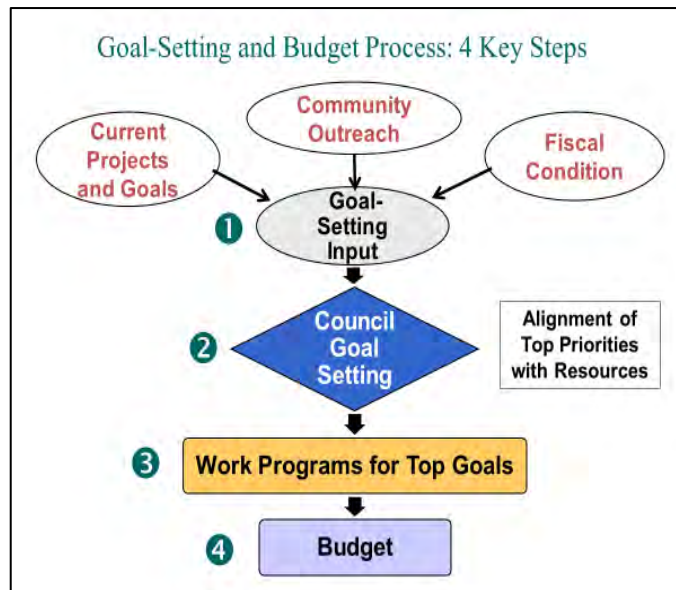 Goal-Setting and Budget Process: 4 Key Steps
Community
Outreach
Current
Projects
and Goals
Fiscal
Condition
1
Goal-
Setting
Input
2
Council
Goal
Setting
Alignment of
Top Priorities
with Resources
3
Work Programs for Top Goals
4
Budget